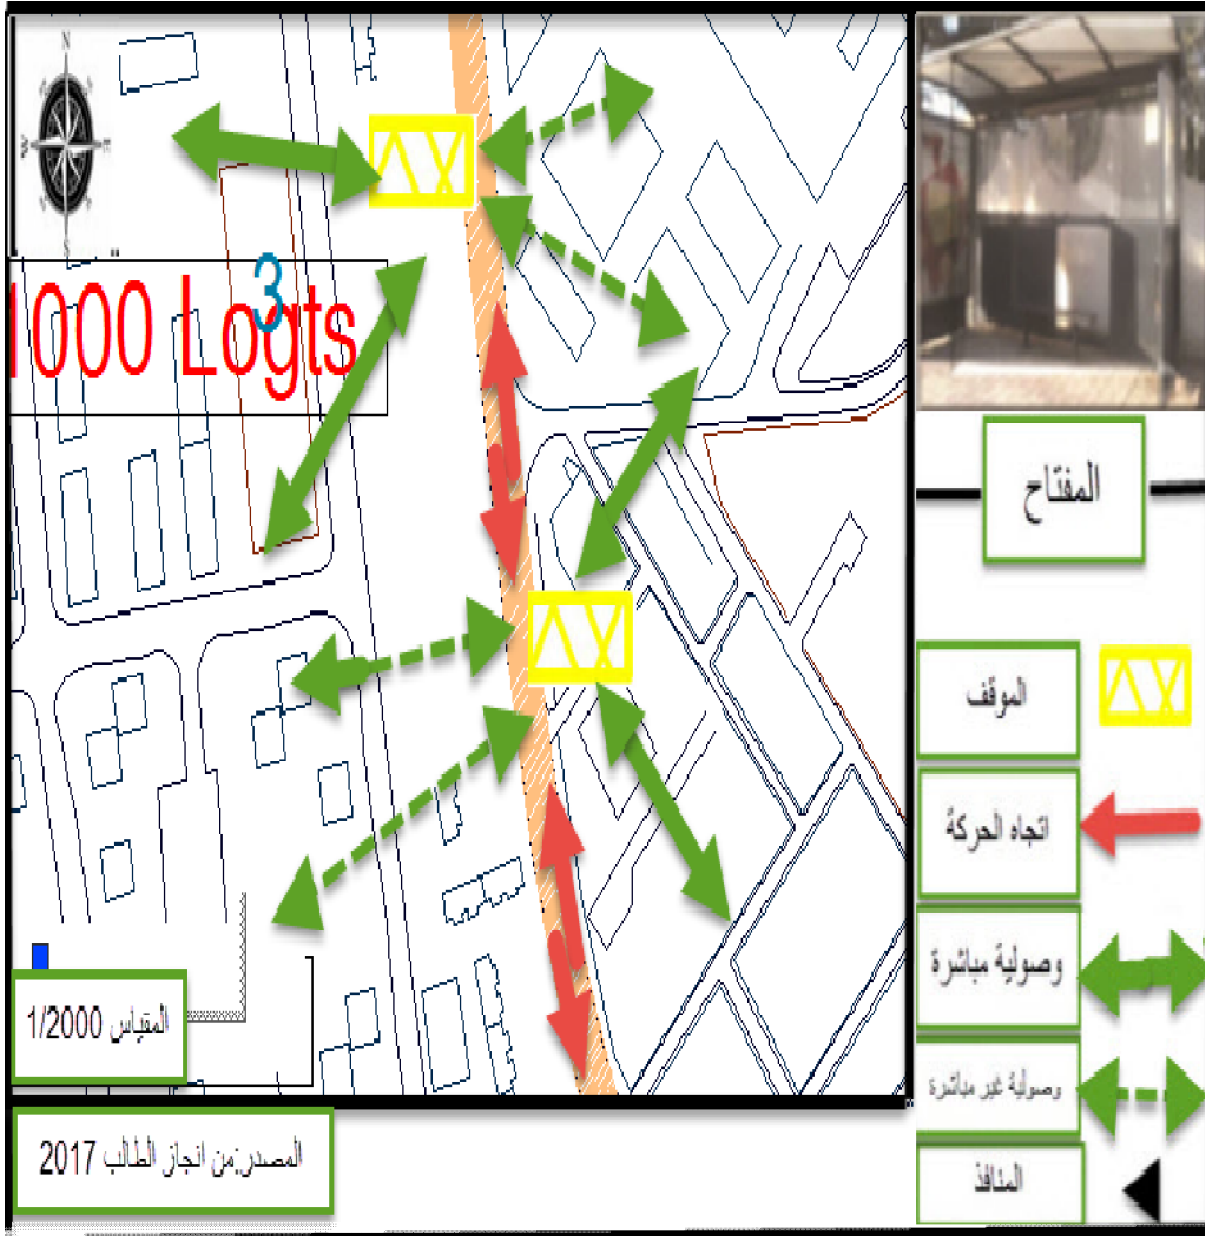 N
1000 Logts
3
المفتاح
الموقف
اتجاه الحركة
وصولية مباشرة
وصولية غير مباشرة
المنافذ
المقياس 1/2000
المصدر:من انجاز الطالب 2017